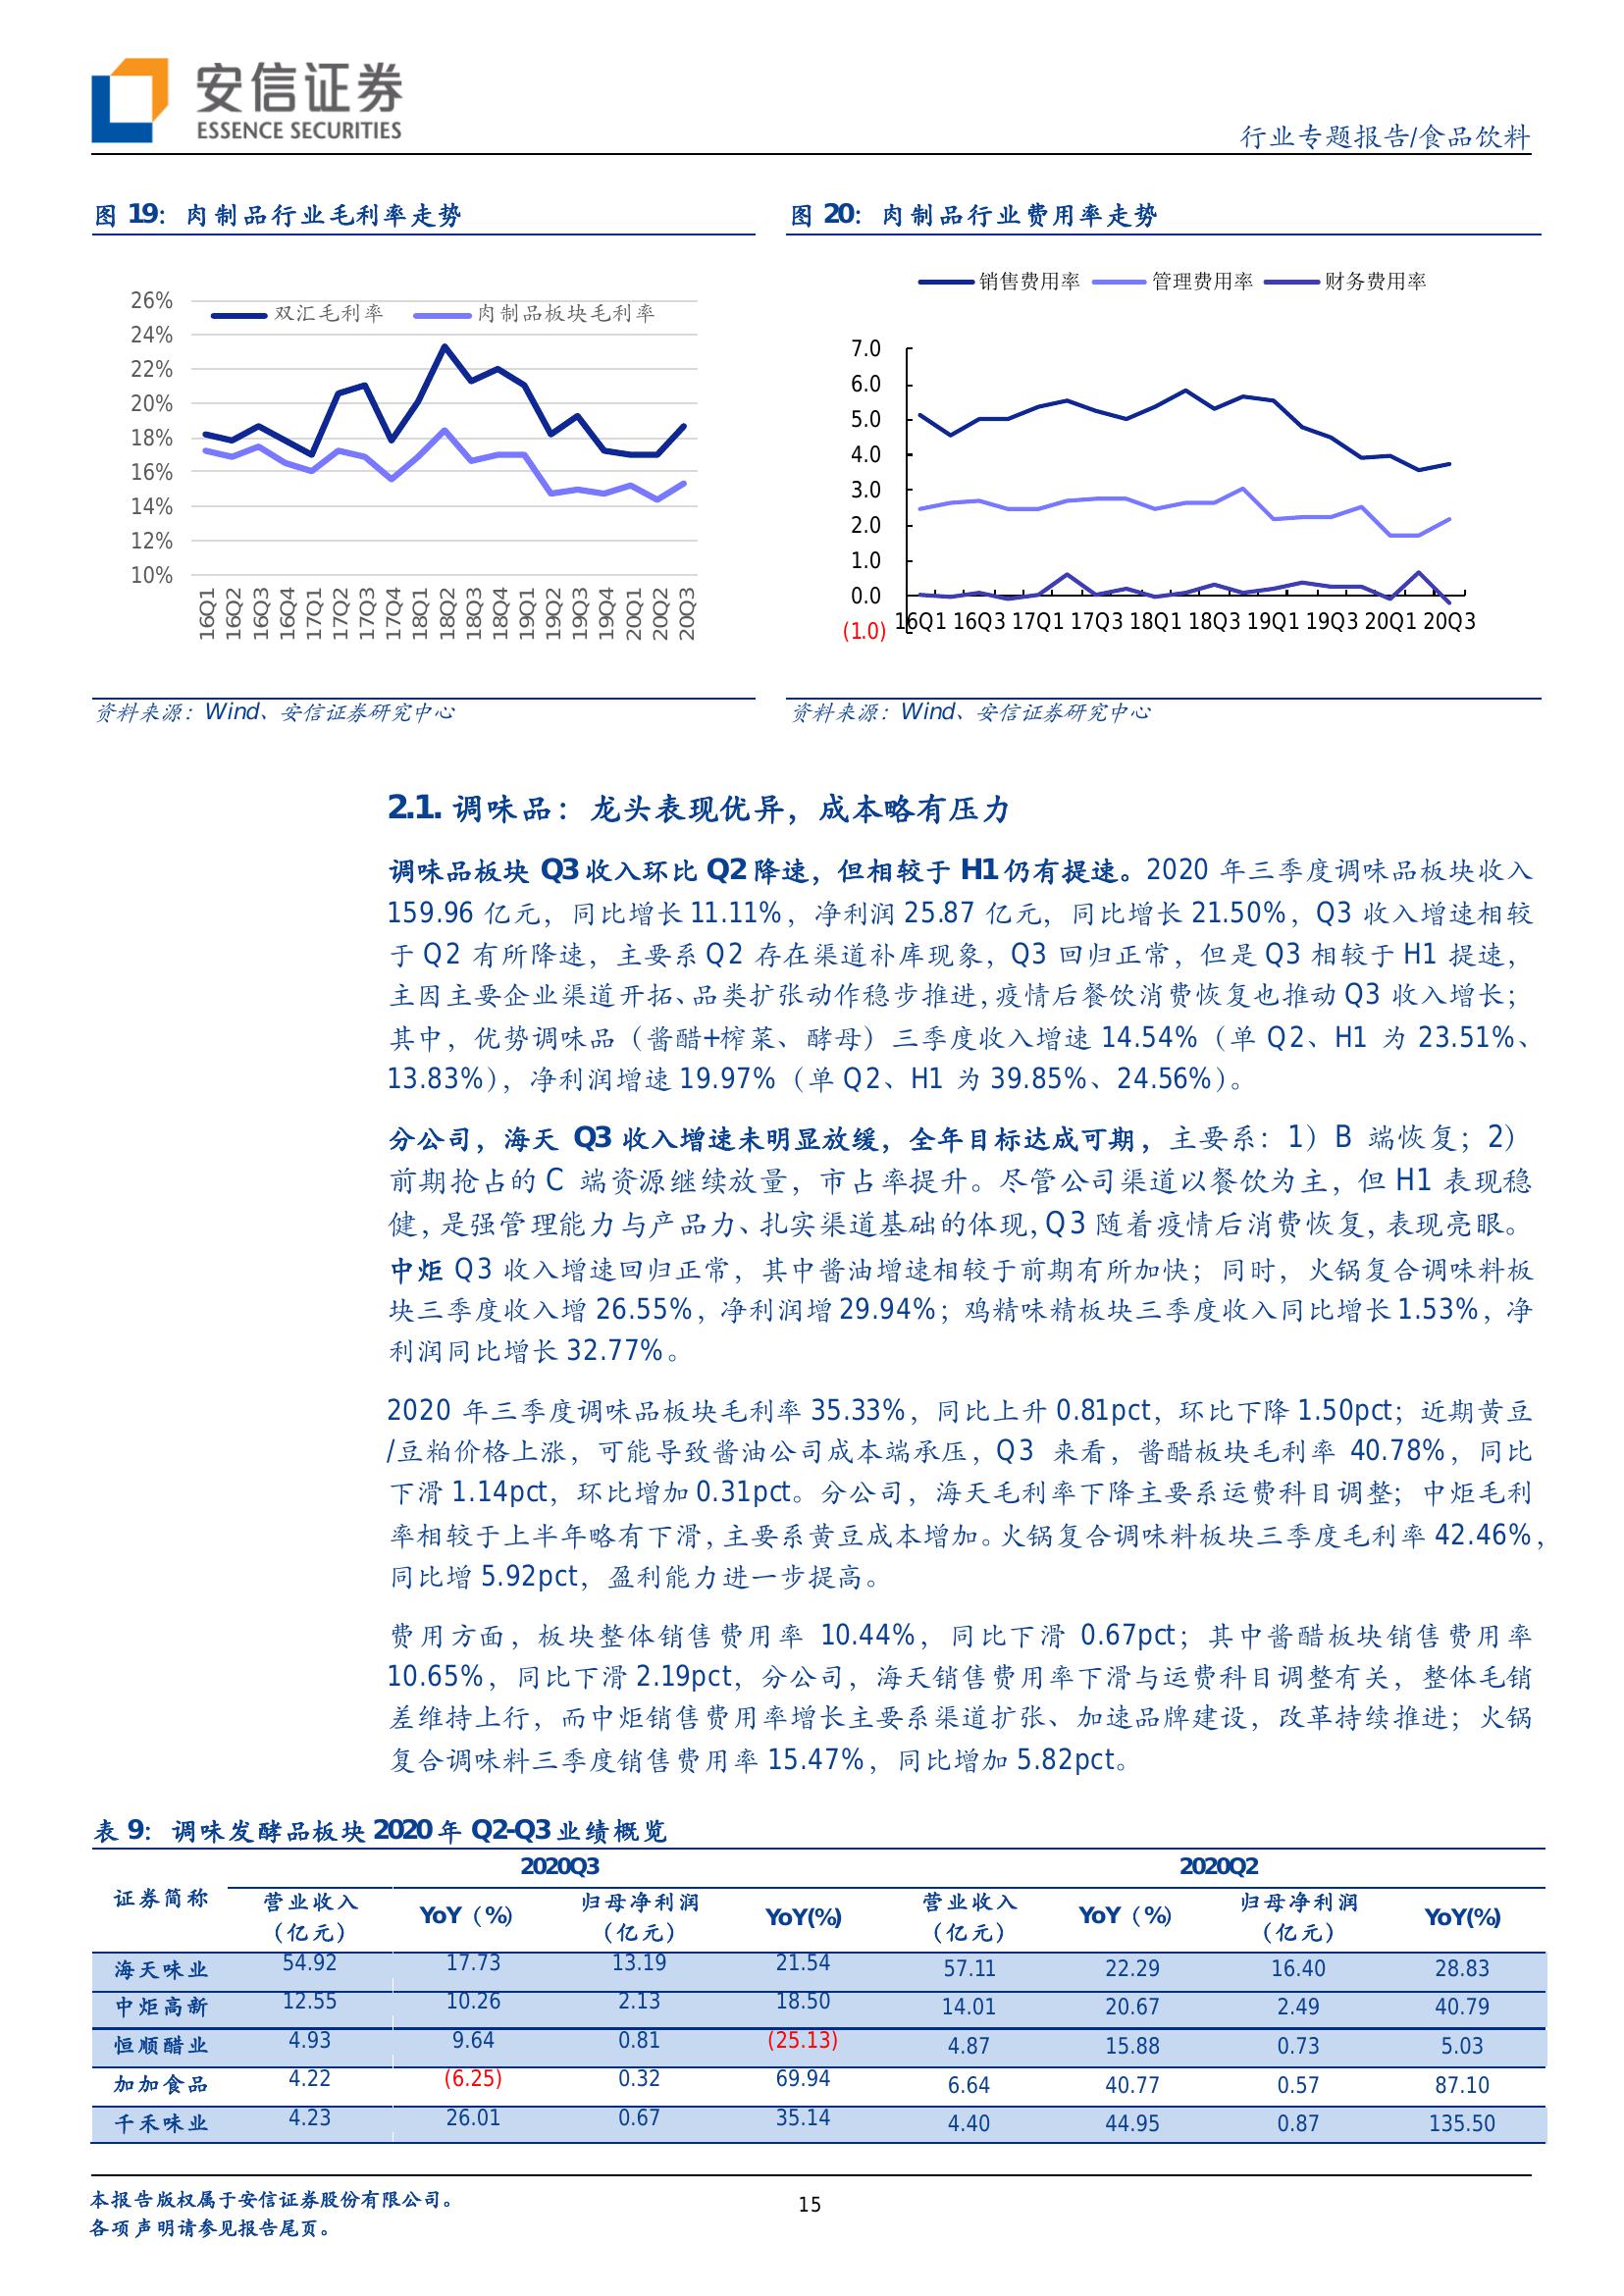 安信证券
ESSENCE SECURITIES
行业专题报告/食品饮料
图 19：肉制品行业毛利率走势
26%
24%
22%
20%
18%
16%
14%
12%
10%
双汇毛利率
肉制品板块毛利率
16Q1
16Q2
16Q3
16Q4
17Q1
17Q2
17Q3
17Q4
18Q1
18Q2
18Q3
18Q4
19Q1
19Q2
19Q3
19Q4
20Q1
20Q2
20Q3
资料来源：Wind、安信证券研究中心
图 20：肉制品行业费用率走势
销售费用率 管理费用率 财务费用率
7.0
6.0
5.0
4.0
3.0
2.0
1.0
0.0
(1.0)
16Q1 16Q3 17Q1 17Q3 18Q1 18Q3 19Q1 19Q3 20Q1 20Q3
资料来源：Wind、安信证券研究中心
2.1. 调味品：龙头表现优异，成本略有压力
调味品板块 Q3 收入环比 Q2 降速，但相较于 H1 仍有提速。2020 年三季度调味品板块收入
159.96 亿元，同比增长 11.11%，净利润 25.87 亿元，同比增长 21.50%，Q3 收入增速相较
于 Q2 有所降速，主要系 Q2 存在渠道补库现象，Q3 回归正常，但是 Q3 相较于 H1 提速，
主因主要企业渠道开拓、品类扩张动作稳步推进，疫情后餐饮消费恢复也推动 Q3 收入增长；
其中，优势调味品（酱醋+榨菜、酵母）三季度收入增速 14.54%（单 Q2、H1 为 23.51%、
13.83%），净利润增速 19.97%（单 Q2、H1 为 39.85%、24.56%）。
分公司，海天 Q3 收入增速未明显放缓，全年目标达成可期，主要系：1）B 端恢复；2）
前期抢占的 C 端资源继续放量，市占率提升。尽管公司渠道以餐饮为主，但 H1 表现稳
健，是强管理能力与产品力、扎实渠道基础的体现，Q3 随着疫情后消费恢复，表现亮眼。
中炬 Q3 收入增速回归正常，其中酱油增速相较于前期有所加快；同时，火锅复合调味料板
块三季度收入增 26.55%，净利润增 29.94%；鸡精味精板块三季度收入同比增长 1.53%，净
利润同比增长 32.77%。
2020 年三季度调味品板块毛利率 35.33%，同比上升 0.81pct，环比下降 1.50pct；近期黄豆
/豆粕价格上涨，可能导致酱油公司成本端承压，Q3 来看，酱醋板块毛利率 40.78%，同比
下滑 1.14pct，环比增加 0.31pct。分公司，海天毛利率下降主要系运费科目调整；中炬毛利
率相较于上半年略有下滑，主要系黄豆成本增加。火锅复合调味料板块三季度毛利率 42.46%，
同比增 5.92pct，盈利能力进一步提高。
费用方面，板块整体销售费用率 10.44%，同比下滑 0.67pct；其中酱醋板块销售费用率
10.65%，同比下滑 2.19pct，分公司，海天销售费用率下滑与运费科目调整有关，整体毛销
差维持上行，而中炬销售费用率增长主要系渠道扩张、加速品牌建设，改革持续推进；火锅
复合调味料三季度销售费用率 15.47%，同比增加 5.82pct。
表 9：调味发酵品板块 2020 年 Q2-Q3 业绩概览
证券简称 2020Q3 2020Q2
营业收入（亿元） YoY（%） 归母净利润（亿元） YoY(%) 营业收入（亿元） YoY（%） 归母净利润（亿元） YoY(%)
海天味业 54.92 17.73 13.19 21.54 57.11 22.29 16.40 28.83
中炬高新 12.55 10.26 2.13 18.50 14.01 20.67 2.49 40.79
恒顺醋业 4.93 9.64 0.81 (25.13) 4.87 15.88 0.73 5.03
加加食品 4.22 (6.25) 0.32 69.94 6.64 40.77 0.57 87.10
千禾味业 4.23 26.01 0.67 35.14 4.40 44.95 0.87 135.50
本报告版权属于安信证券股份有限公司。
各项声明请参见报告尾页。
15